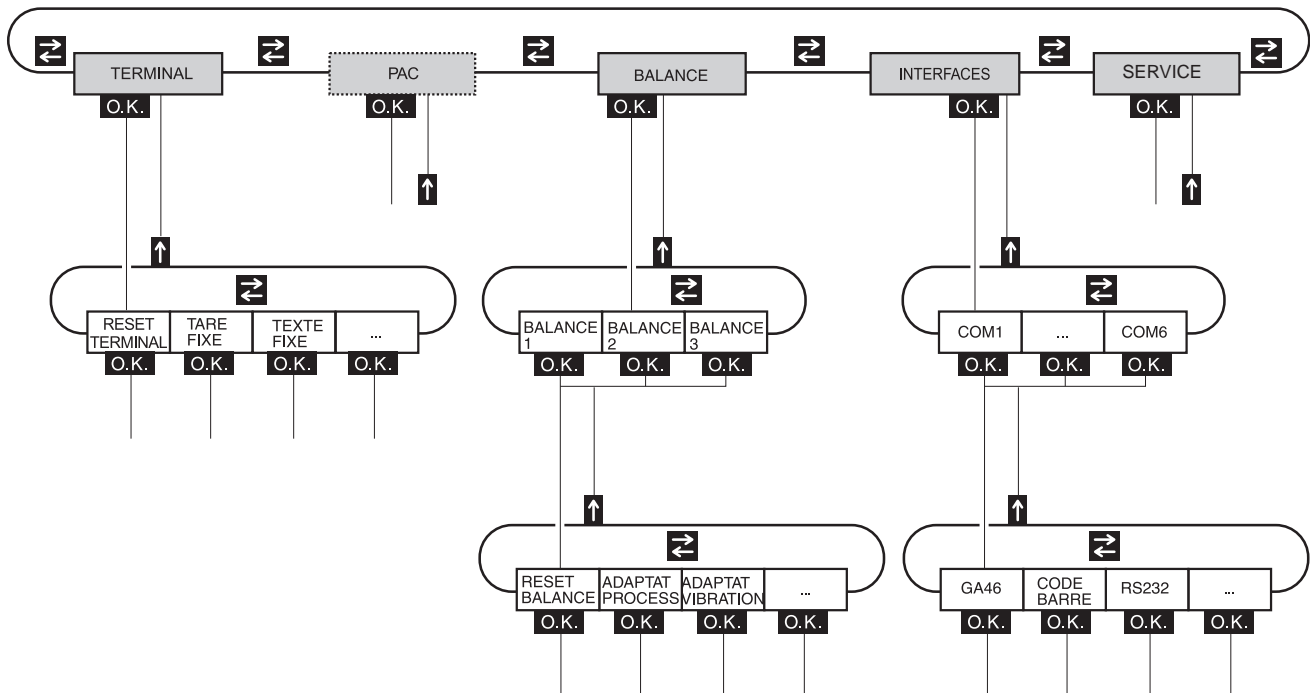 TERMINAL
PAC
BALANCE
INTERFACES
SERVICE
O.K.
O.K.
O.K.
O.K.
O.K.
RESET TERMINAL
TARE FIXE
TEXTE FIXE
...
O.K.
O.K.
O.K.
O.K.
BALANCE 1
BALANCE 2
BALANCE 3
O.K.
O.K.
O.K.
COM1
...
COM6
O.K.
O.K.
O.K.
RESET BALANCE
ADAPTAT PROCESS
ADAPTAT VIBRATION
...
O.K.
O.K.
O.K.
O.K.
GA46
CODE BARRE
RS232
...
O.K.
O.K.
O.K.
O.K.